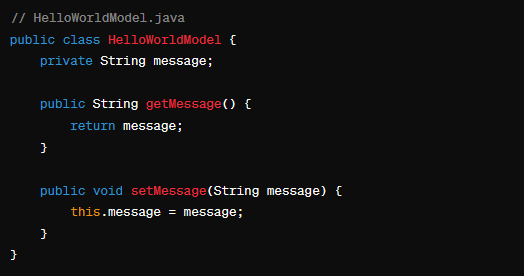 // HelloWorldModel.java
public class HelloWorldModel {
    private String message;

    public String getMessage() {
        return message;
    }

    public void setMessage(String message) {
        this.message = message;
    }
}